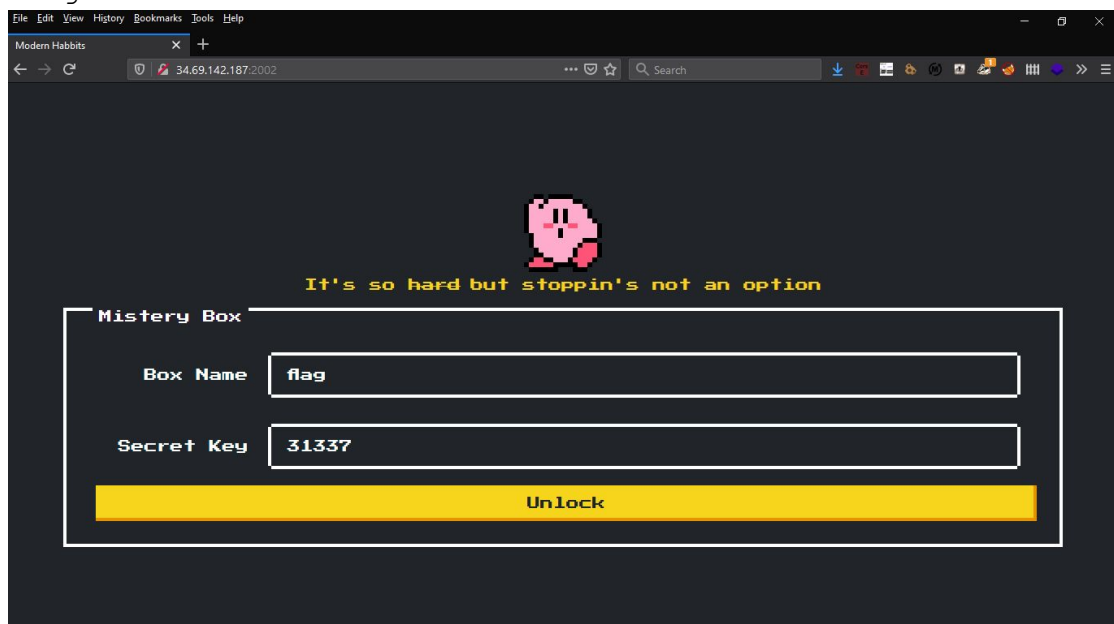 File Edit View History Bookmarks Tools Help
Modern Habbits
34.69.142.187:2002
Search
It's so hard but stoppin's not an option
Mistery Box
Box Name
flag
Secret Key
31337
Unlock